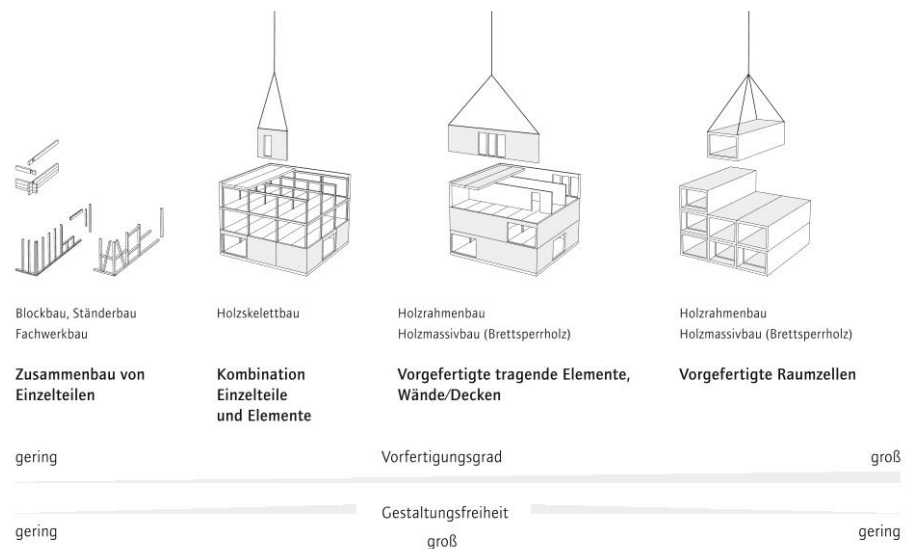 Blockbau, Ständerbau
Fachwerkbau
Zusammenbau von
Einzelteilen
Holzskelettbau
Kombination
Einzelteile
und Elemente
Holzrahmenbau
Holzmassivbau (Brettsperrholz)
Vorgefertigte tragende Elemente,
Wände/Decken
Holzrahmenbau
Holzmassivbau (Brettsperrholz)
Vorgefertigte Raumzellen
gering
Vorfertigungsgrad
groß
gering
Gestaltungsfreiheit
groß
gering